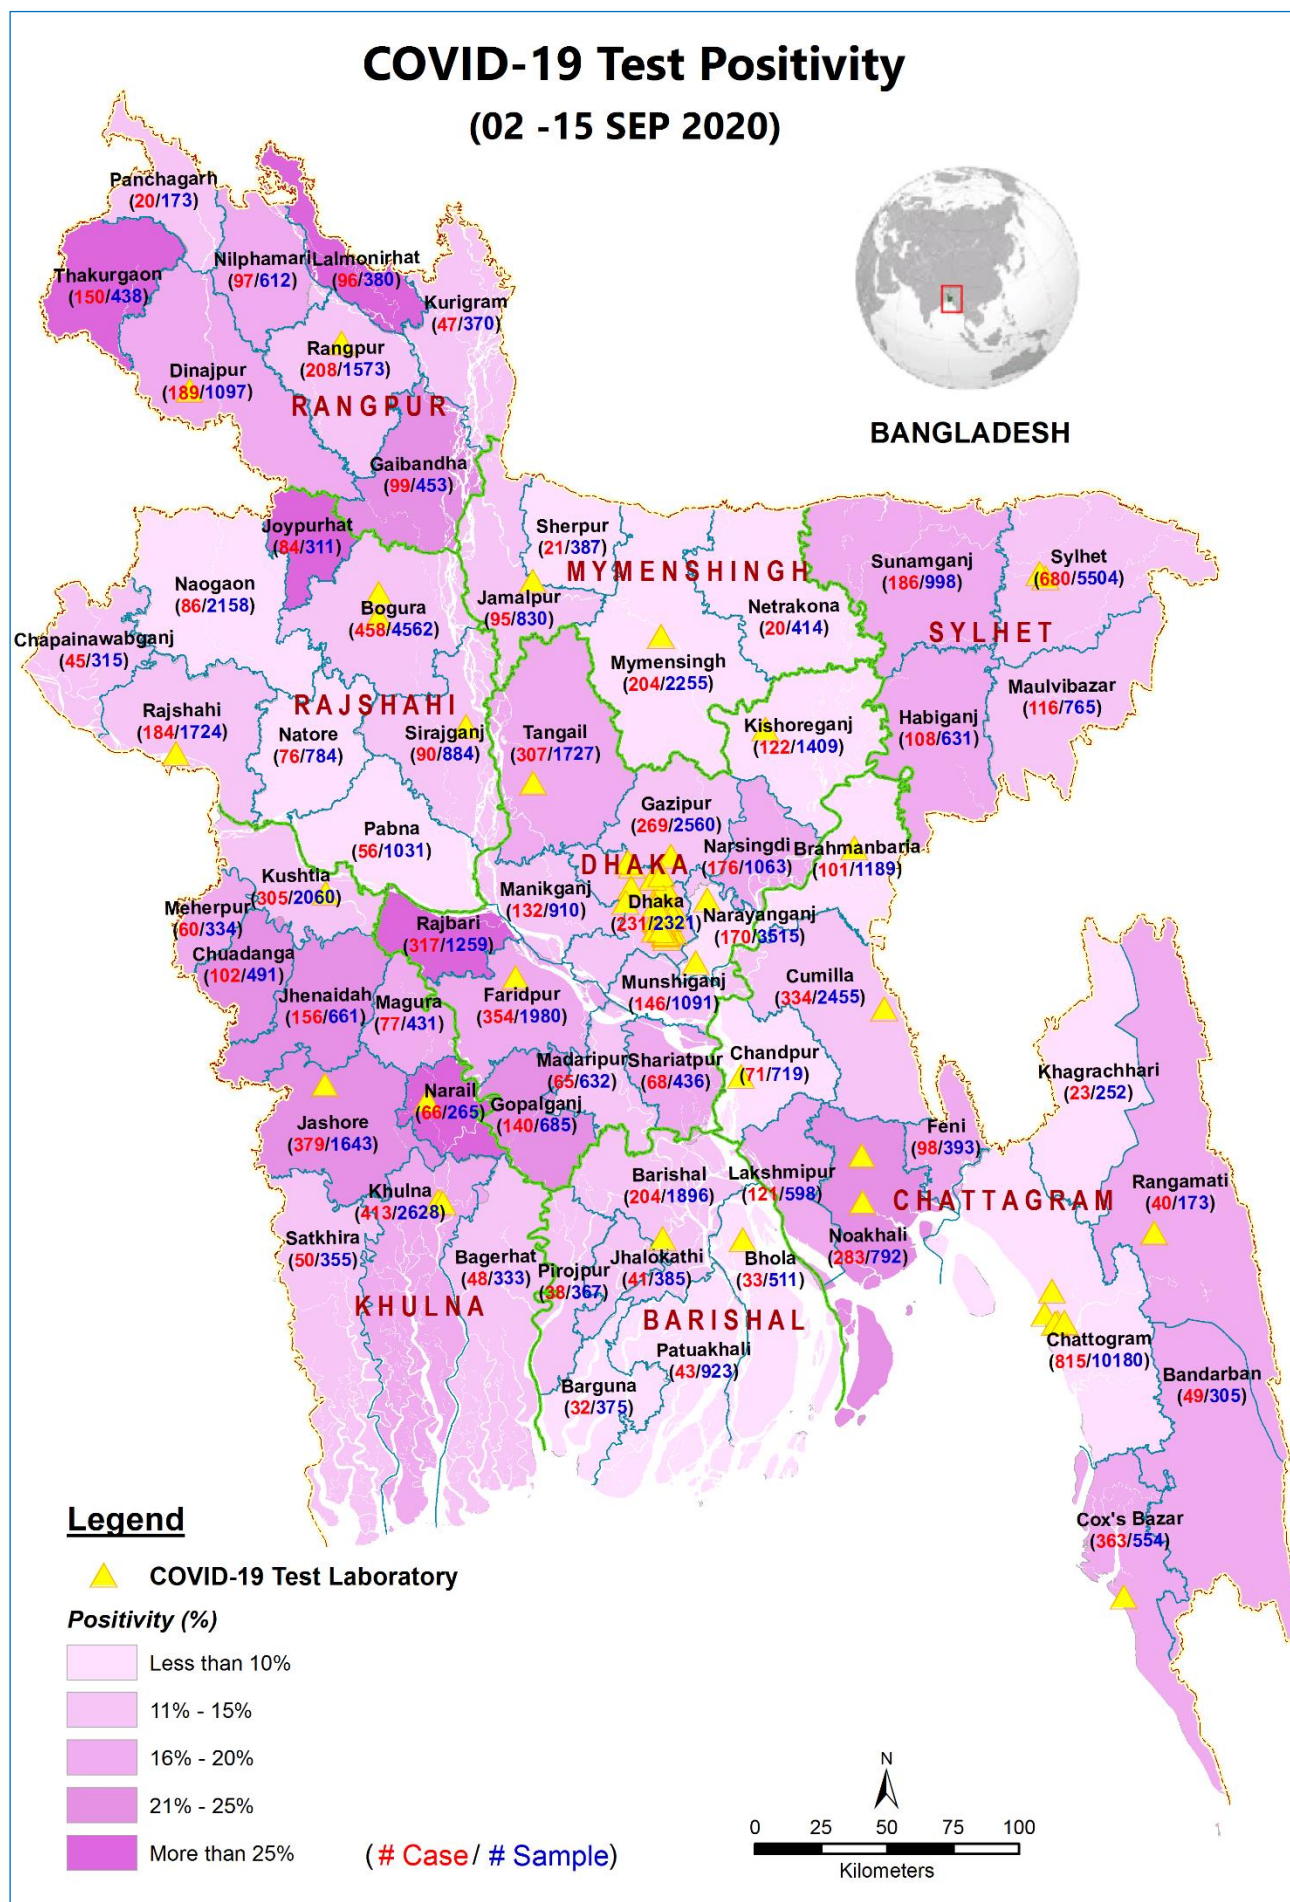 COVID-19 Test Positivity
(02 -15 SEP 2020)
BANGLADESH
Panchagarh
(20/173)
Thakurgaon
(150/438)
Nilphamari
(97/612)
Lalmonirhat
(96/380)
Kurigram
(47/370)
Rangpur
(208/1573)
Dinajpur
(189/1097)
RANGPUR
Gaibandha
(99/453)
Joypurhat
(84/311)
Naogaon
(86/2158)
Bogura
(458/4562)
Chapainawabganj
(45/315)
Rajshahi
(184/1724)
RAJSHAHI
Natore
(76/784)
Sirajganj
(90/884)
Pabna
(56/1031)
Sherpur
(21/387)
MYMENSHINGH
Jamalpur
(95/830)
Netrakona
(20/414)
Mymensingh
(204/2255)
Sunamganj
(186/998)
Sylhet
(680/5504)
SYLHET
Maulvibazar
(116/765)
Habiganj
(108/631)
Tangail
(307/1727)
Kishoreganj
(122/1409)
Gazipur
(269/2560)
Narsingdi
(176/1063)
Brahmanbaria
(101/1189)
DHAKA
Manikganj
(132/910)
Dhaka
(231/2321)
Narayanganj
(170/3515)
Munshiganj
(146/1091)
Rajbari
(317/1259)
Faridpur
(354/1980)
Madaripur
(65/632)
Shariatpur
(68/436)
Gopalganj
(140/685)
Kushtia
(305/2060)
Meherpur
(60/334)
Chuadanga
(102/491)
Jhenaidah
(156/661)
Magura
(77/431)
Narail
(66/265)
Jashore
(379/1643)
Khulna
(413/2628)
Satkhira
(50/355)
Bagerhat
(48/333)
KHULNA
Cumilla
(334/2455)
Chandpur
(71/719)
Khagrachhari
(23/252)
Feni
(98/393)
Lakshmipur
(121/598)
CHATTAGRAM
Rangamati
(40/173)
Noakhali
(283/792)
Chattogram
(815/10180)
Bandarban
(49/305)
Cox's Bazar
(363/554)
Barishal
(204/1896)
Pirojpur
(38/367)
Jhalokathi
(41/385)
Bhola
(33/511)
BARISHAL
Patuakhali
(43/923)
Barguna
(32/375)
Legend
COVID-19 Test Laboratory
Positivity (%)
Less than 10%
11% - 15%
16% - 20%
21% - 25%
More than 25%
(# Case/ # Sample)
N
0 25 50 75 100
Kilometers